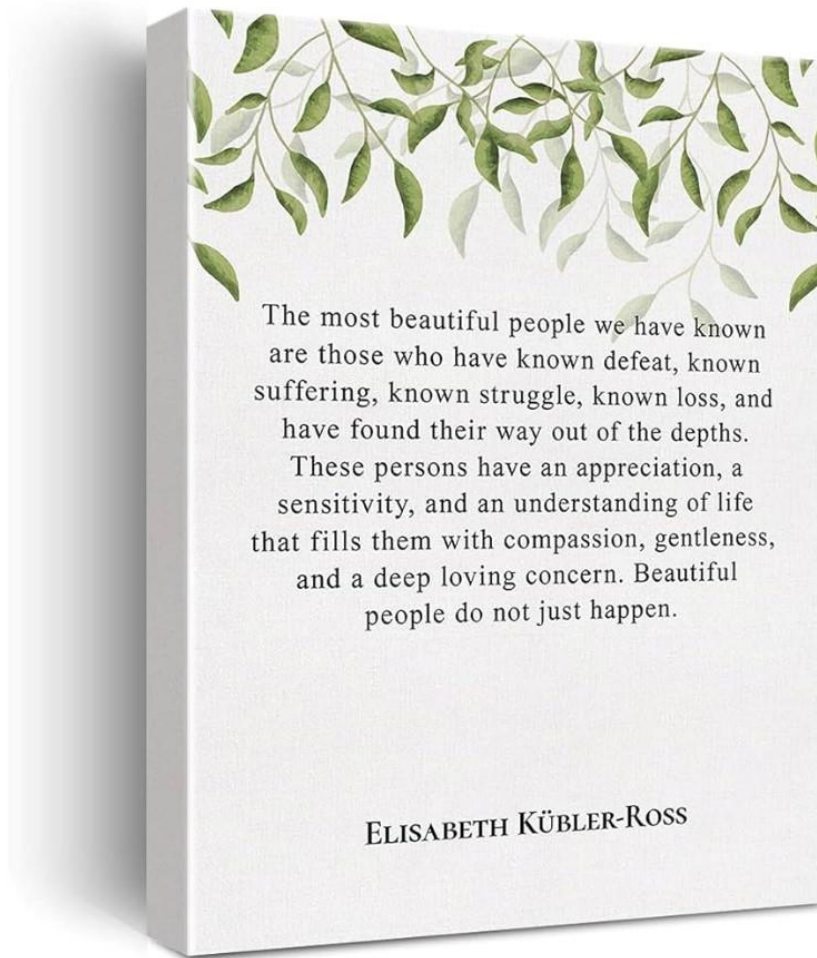 The most beautiful people we have known
are those who have known defeat, known
suffering, known struggle, known loss, and
have found their way out of the depths.
These persons have an appreciation, a
sensitivity, and an understanding of life
that fills them with compassion, gentleness,
and a deep loving concern. Beautiful
people do not just happen.
ELISABETH KÜBLER-ROSS